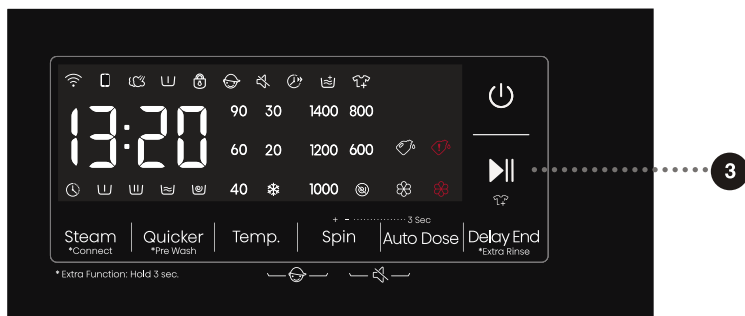 90 30 1400 800
13:20
60 20 1200 600
3
40 1000
+ - 3 Sec
Steam Quicker Temp. Spin Auto Dose Delay End
*Connect *Pre Wash *Extra Rinse
* Extra Function: Hold 3 sec.